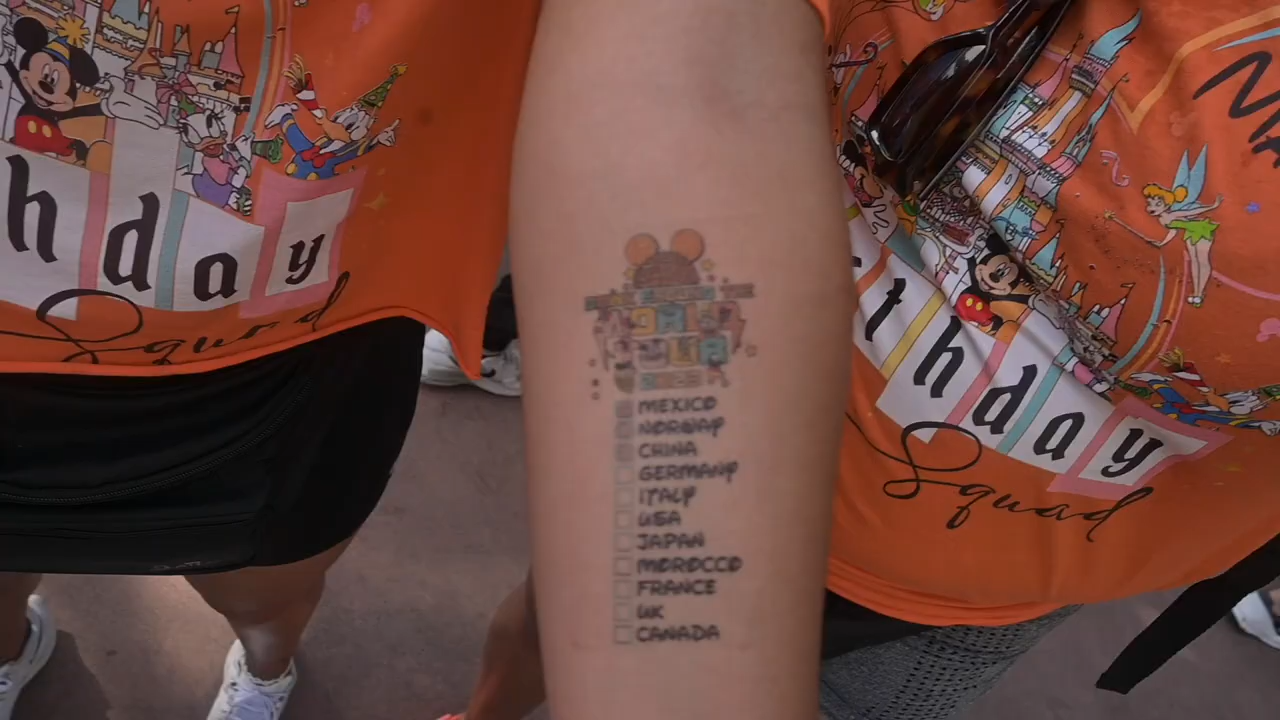 hday
Squad
thday
Squad
MEXICO
NORWAY
CHINA
GERMANY
ITALY
USA
JAPAN
MOROCCO
FRANCE
UK
CANADA